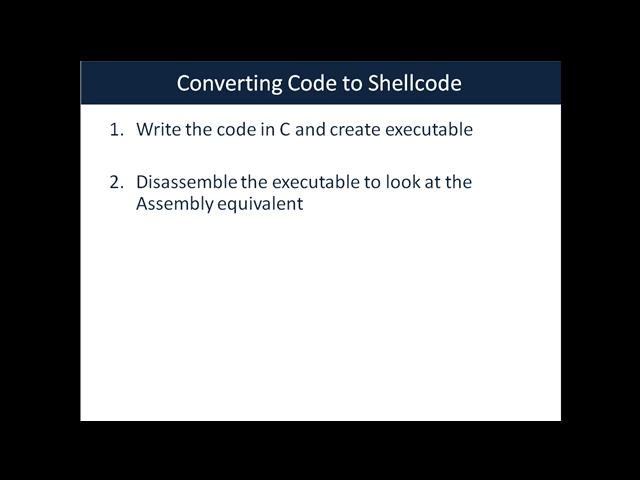 Converting Code to Shellcode
1. Write the code in C and create executable
2. Disassemble the executable to look at the
Assembly equivalent